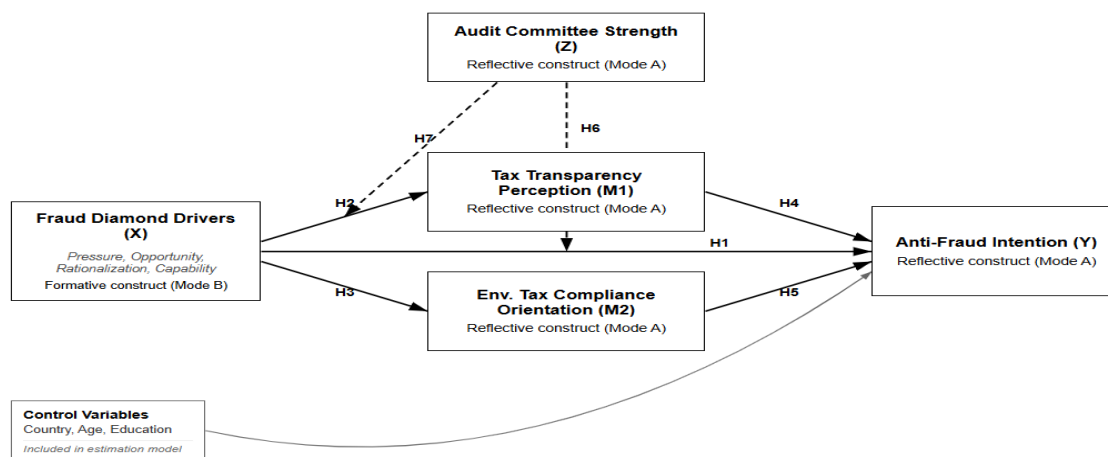 Audit Committee Strength
(Z)
Reflective construct (Mode A)
H7
H6
Tax Transparency
Perception (M1)
Reflective construct (Mode A)
H2
H4
Fraud Diamond Drivers
(X)
Pressure, Opportunity,
Rationalization, Capability
Formative construct (Mode B)
H1
Anti-Fraud Intention (Y)
Reflective construct (Mode A)
H3
Env. Tax Compliance
Orientation (M2)
Reflective construct (Mode A)
H5
Control Variables
Country, Age, Education
Included in estimation model